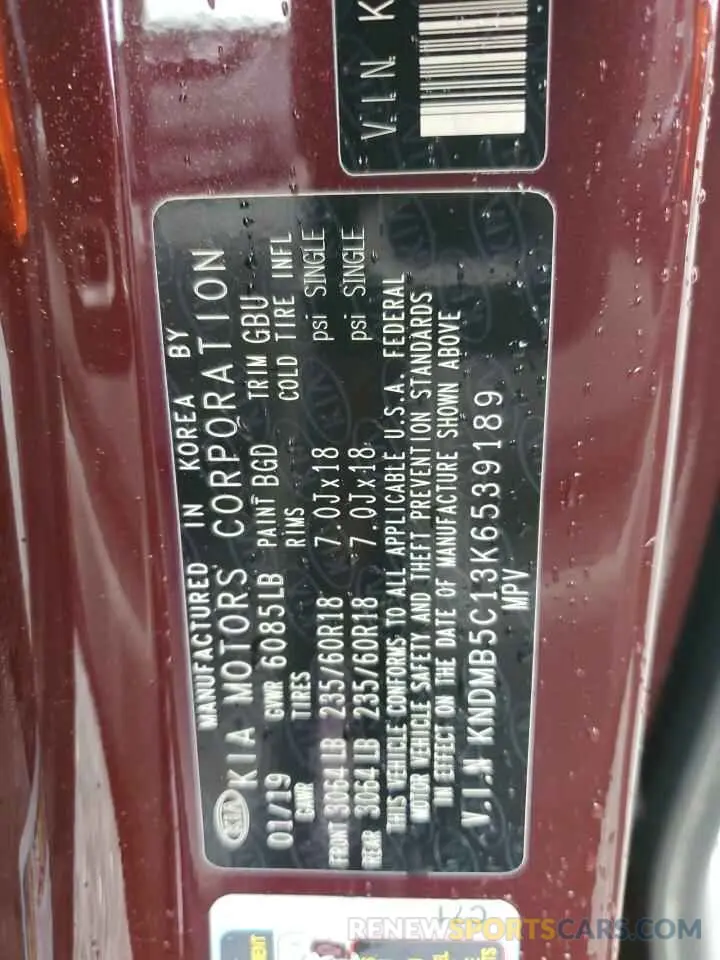 V.I.N K
MANUFACTURED IN KOREA BY
KIA KIA MOTORS CORPORATION
01/19 GVWR 6085LB PAINT BGD TRIM GBU
GAWR TIRES RIMS COLD TIRE INFL
FRONT 3064LB 235/60R18 7.0Jx18 psi SINGLE
REAR 3064LB 235/60R18 7.0Jx18 psi SINGLE
THIS VEHICLE CONFORMS TO ALL APPLICABLE U.S.A. FEDERAL
MOTOR VEHICLE SAFETY AND THEFT PREVENTION STANDARDS
IN EFFECT ON THE DATE OF MANUFACTURE SHOWN ABOVE
V.I.N KNDMB5C13K6539189
MPV
RENEWSPORTSCARS.COM